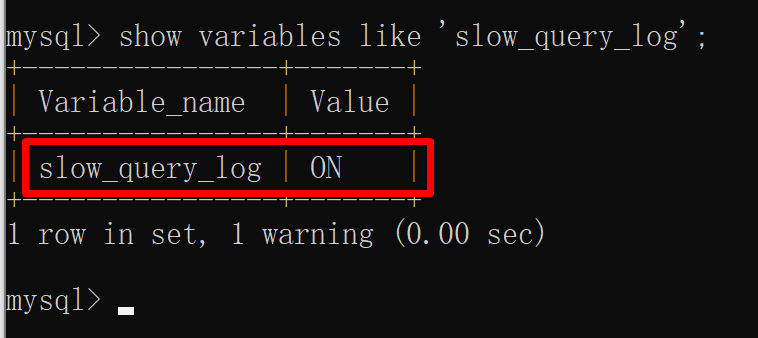 mysql> show variables like 'slow_query_log';
+----------------+-------+
| Variable_name  | Value |
+----------------+-------+
| slow_query_log | ON    |
+----------------+-------+
1 row in set, 1 warning (0.00 sec)
mysql>